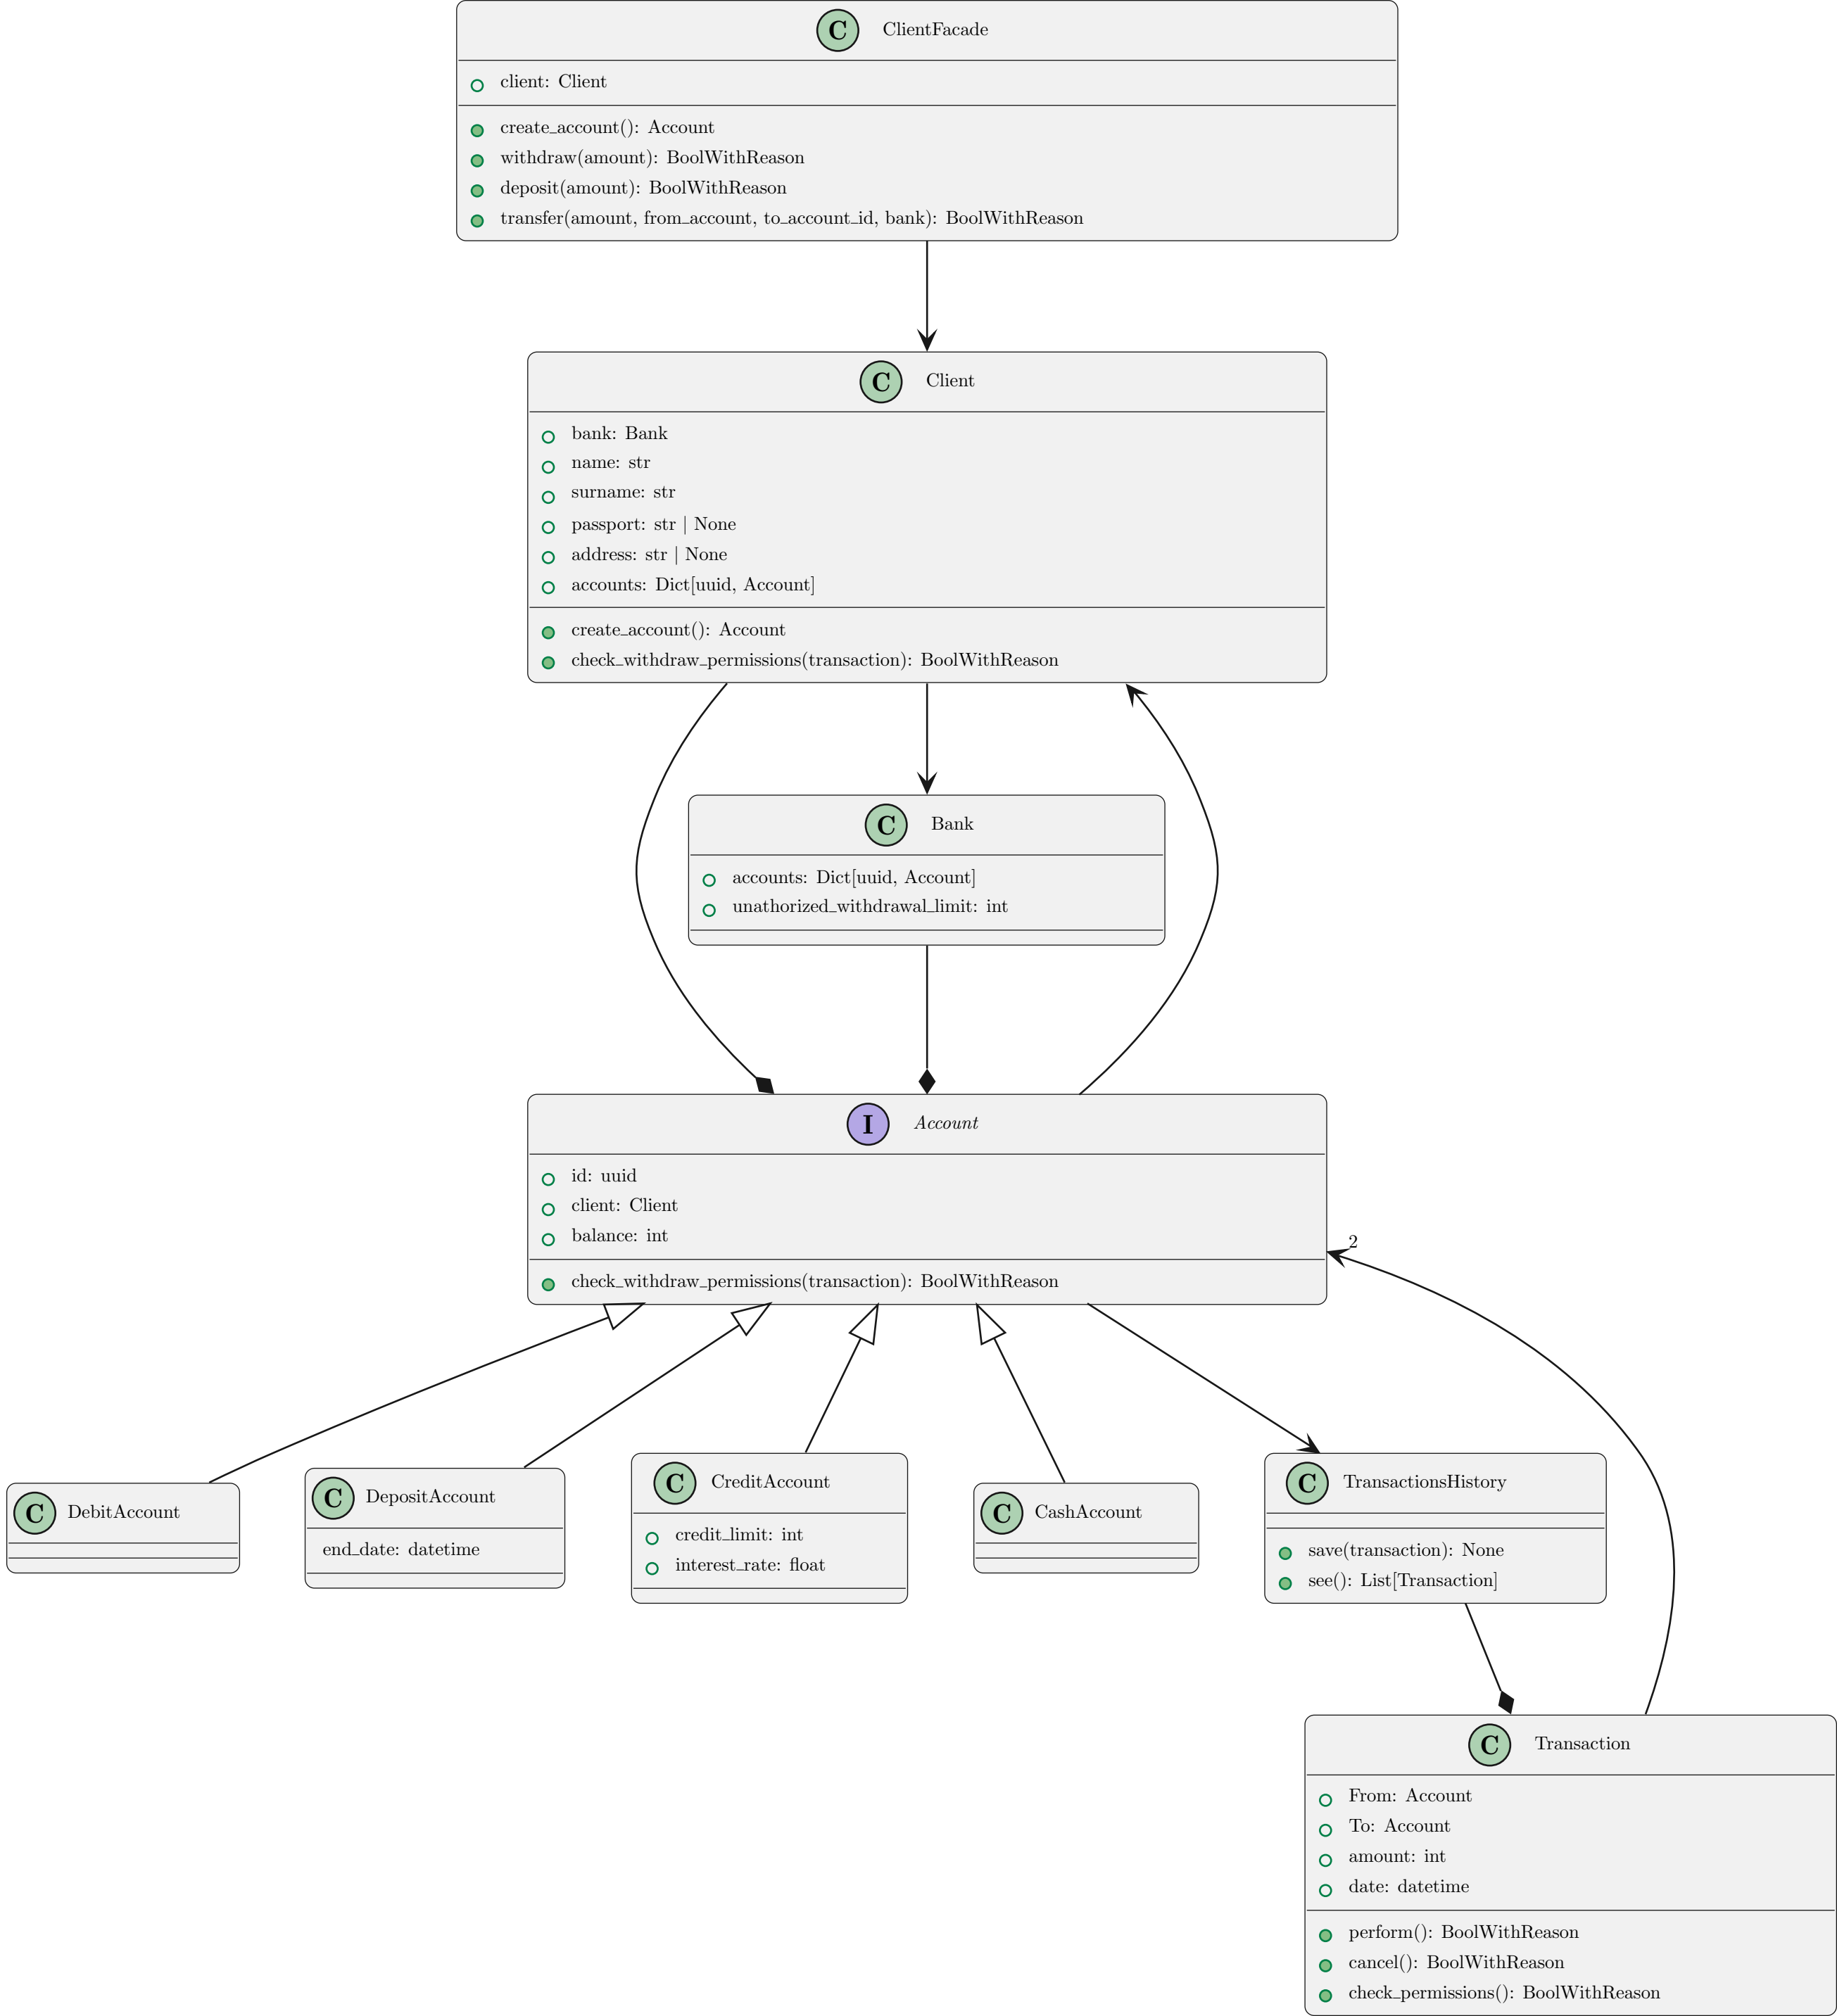 C ClientFacade
client: Client
create_account(): Account
withdraw(amount): BoolWithReason
deposit(amount): BoolWithReason
transfer(amount, from_account, to_account_id, bank): BoolWithReason
C Client
bank: Bank
name: str
surname: str
passport: str | None
address: str | None
accounts: Dict[uuid, Account]
create_account(): Account
check_withdraw_permissions(transaction): BoolWithReason
C Bank
accounts: Dict[uuid, Account]
unathorized_withdrawal_limit: int
I Account
id: uuid
client: Client
balance: int
check_withdraw_permissions(transaction): BoolWithReason
2
C DebitAccount
C DepositAccount
end_date: datetime
C CreditAccount
credit_limit: int
interest_rate: float
C CashAccount
C TransactionsHistory
save(transaction): None
see(): List[Transaction]
C Transaction
From: Account
To: Account
amount: int
date: datetime
perform(): BoolWithReason
cancel(): BoolWithReason
check_permissions(): BoolWithReason